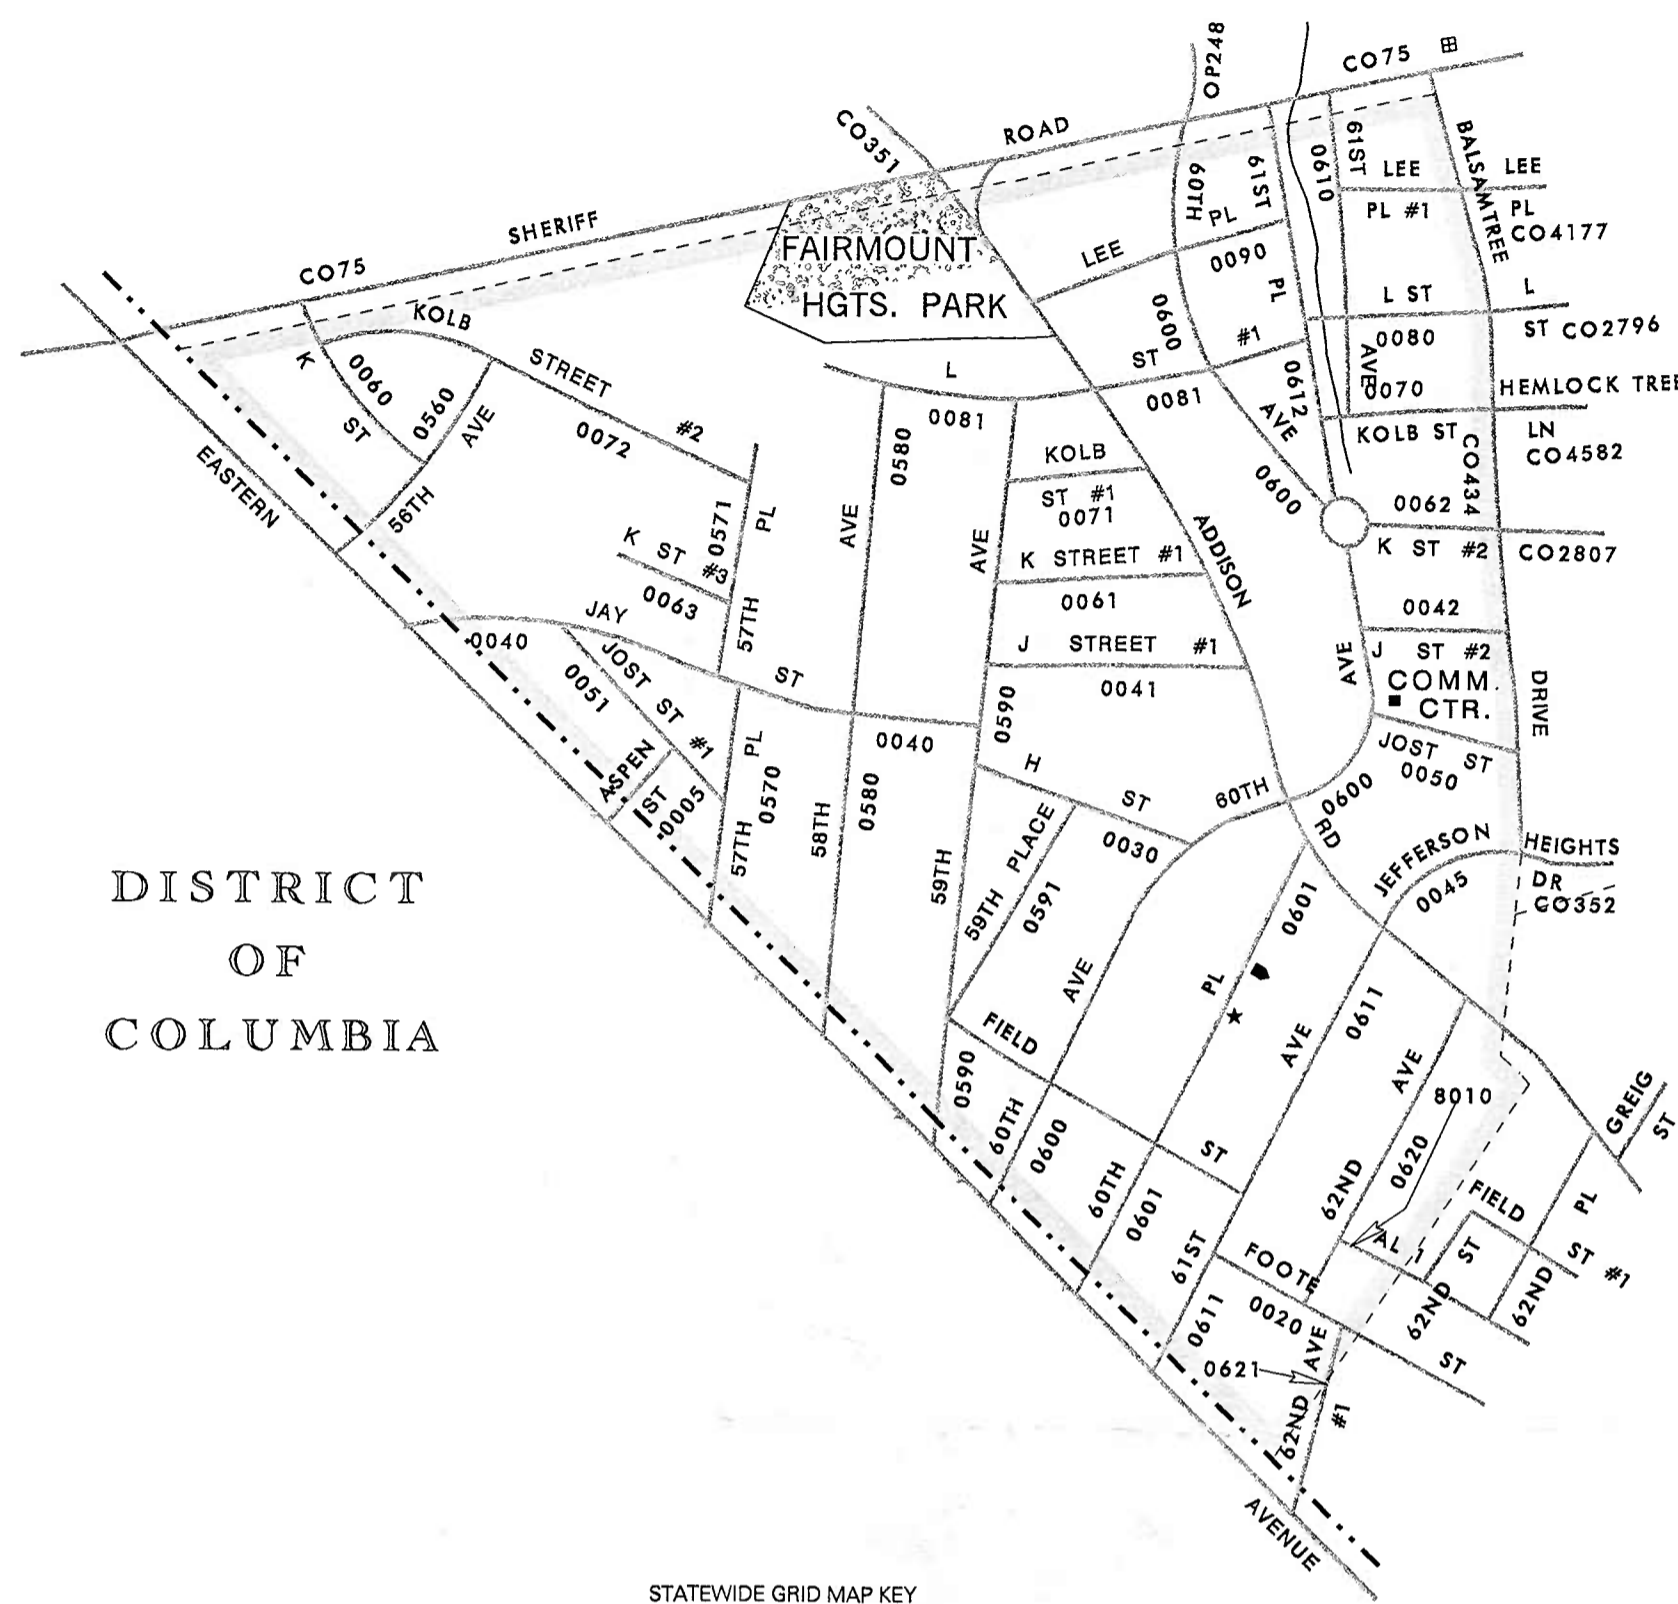 CO75
OP248
CO351
ROAD
SHERIFF
CO75
FAIRMOUNT
HGTS. PARK
60TH
61ST
PL
#1
0610
61ST
AVE
LEE
PL #1
LEE
PL
CO4177
BALSAMTREE
DRIVE
LEE
PL
0090
L ST
0080
L
ST CO2796
0070
KOLB ST
HEMLOCK TREE
LN
CO4582
CO434
0612
0600
AVE
0600
L
ST
0081
0081
KOLB
STREET
#2
0072
K
ST
0060
0560
AVE
56TH
EASTERN
AVENUE
0580
AVE
58TH
0580
KOLB
ST #1
0071
K STREET #1
0061
J STREET #1
0041
AVE
0590
59TH
0590
ADDISON
RD
0062
K ST #2
CO2807
0042
J ST #2
COMM.
CTR.
AVE
JOST ST
0050
0600
60TH
K ST
#3
0063
0571
PL
57TH
JAY
ST
0040
0040
JOST ST #1
0051
ASPEN
ST
0005
PL
0570
57TH
H
ST
0030
59TH PLACE
0591
AVE
60TH
0600
FIELD
ST
0601
PL
60TH
0601
JEFFERSON
HEIGHTS
DR
CO352
0045
0611
AVE
61ST
0611
AVE
62ND
0620
8010
AL 1
FOOTE
ST
0020
0621
62ND AVE
#1
GREIG
ST
FIELD
ST #1
62ND
ST
62ND
PL
DISTRICT
OF
COLUMBIA
STATEWIDE GRID MAP KEY